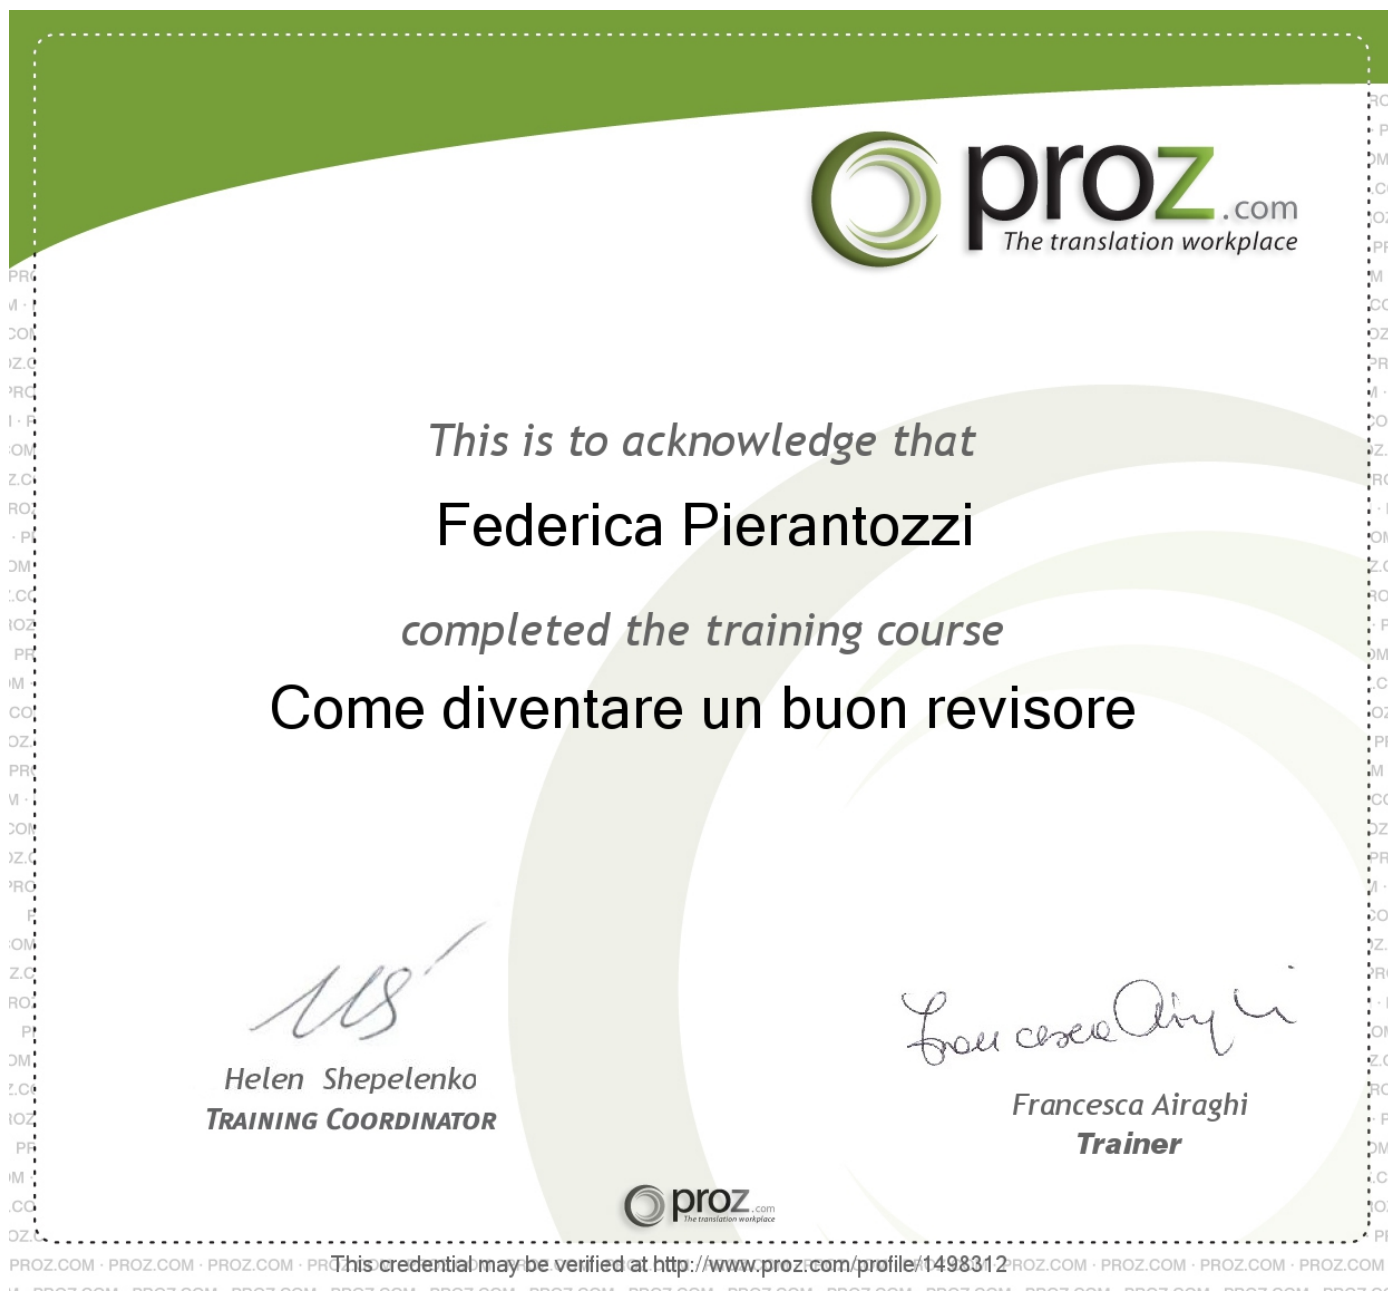 proz.com
The translation workplace
This is to acknowledge that
Federica Pierantozzi
completed the training course
Come diventare un buon revisore
Helen Shepelenko
TRAINING COORDINATOR
Francesca Airaghi
Francesca Airaghi
Trainer
proz.com
The translation workplace
This credential may be verified at http://www.proz.com/profile/1498312